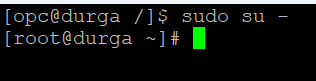 [opc@durga /]$ sudo su -
[root@durga ~]#